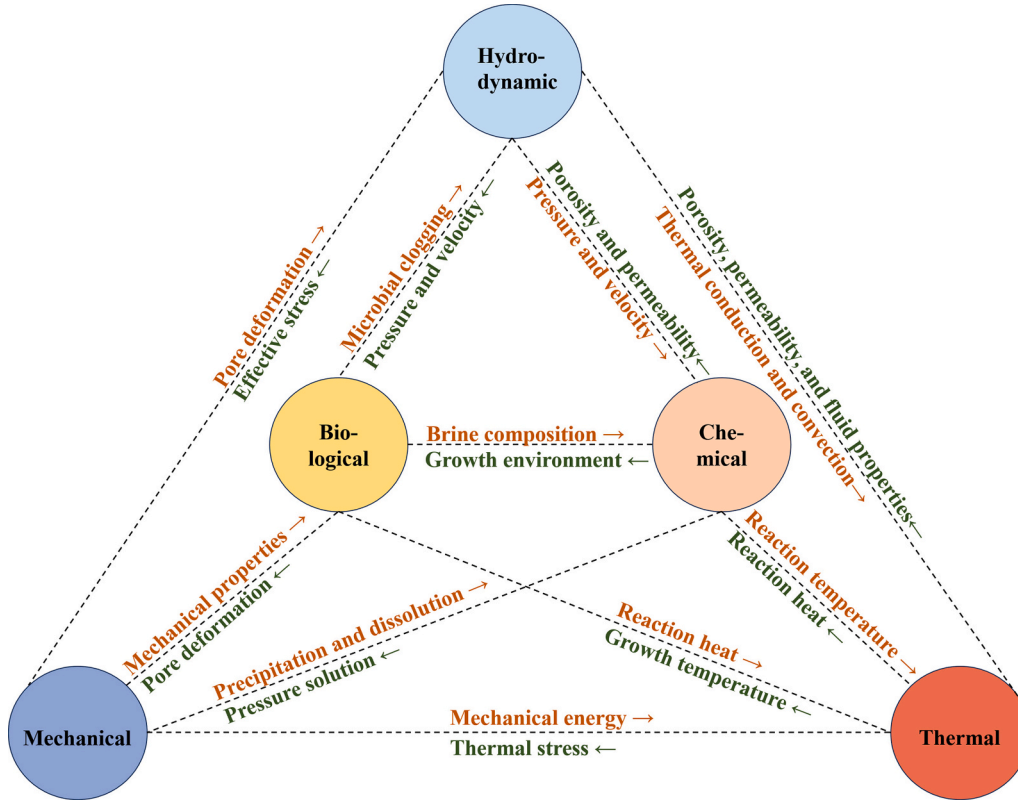 Hydro-
dynamic
Pore deformation →
Effective stress ←
Microbial clogging →
Pressure and velocity ←
Porosity and permeability←
Pressure and velocity →
Porosity, permeability, and fluid properties←
Thermal conduction and convection→
Bio-
logical
Brine composition →
Growth environment ←
Che-
mical
Mechanical properties →
Pore deformation ←
Precipitation and dissolution →
Pressure solution ←
Reaction heat →
Growth temperature ←
Reaction temperature →
Reaction heat ←
Mechanical
Mechanical energy →
Thermal stress ←
Thermal